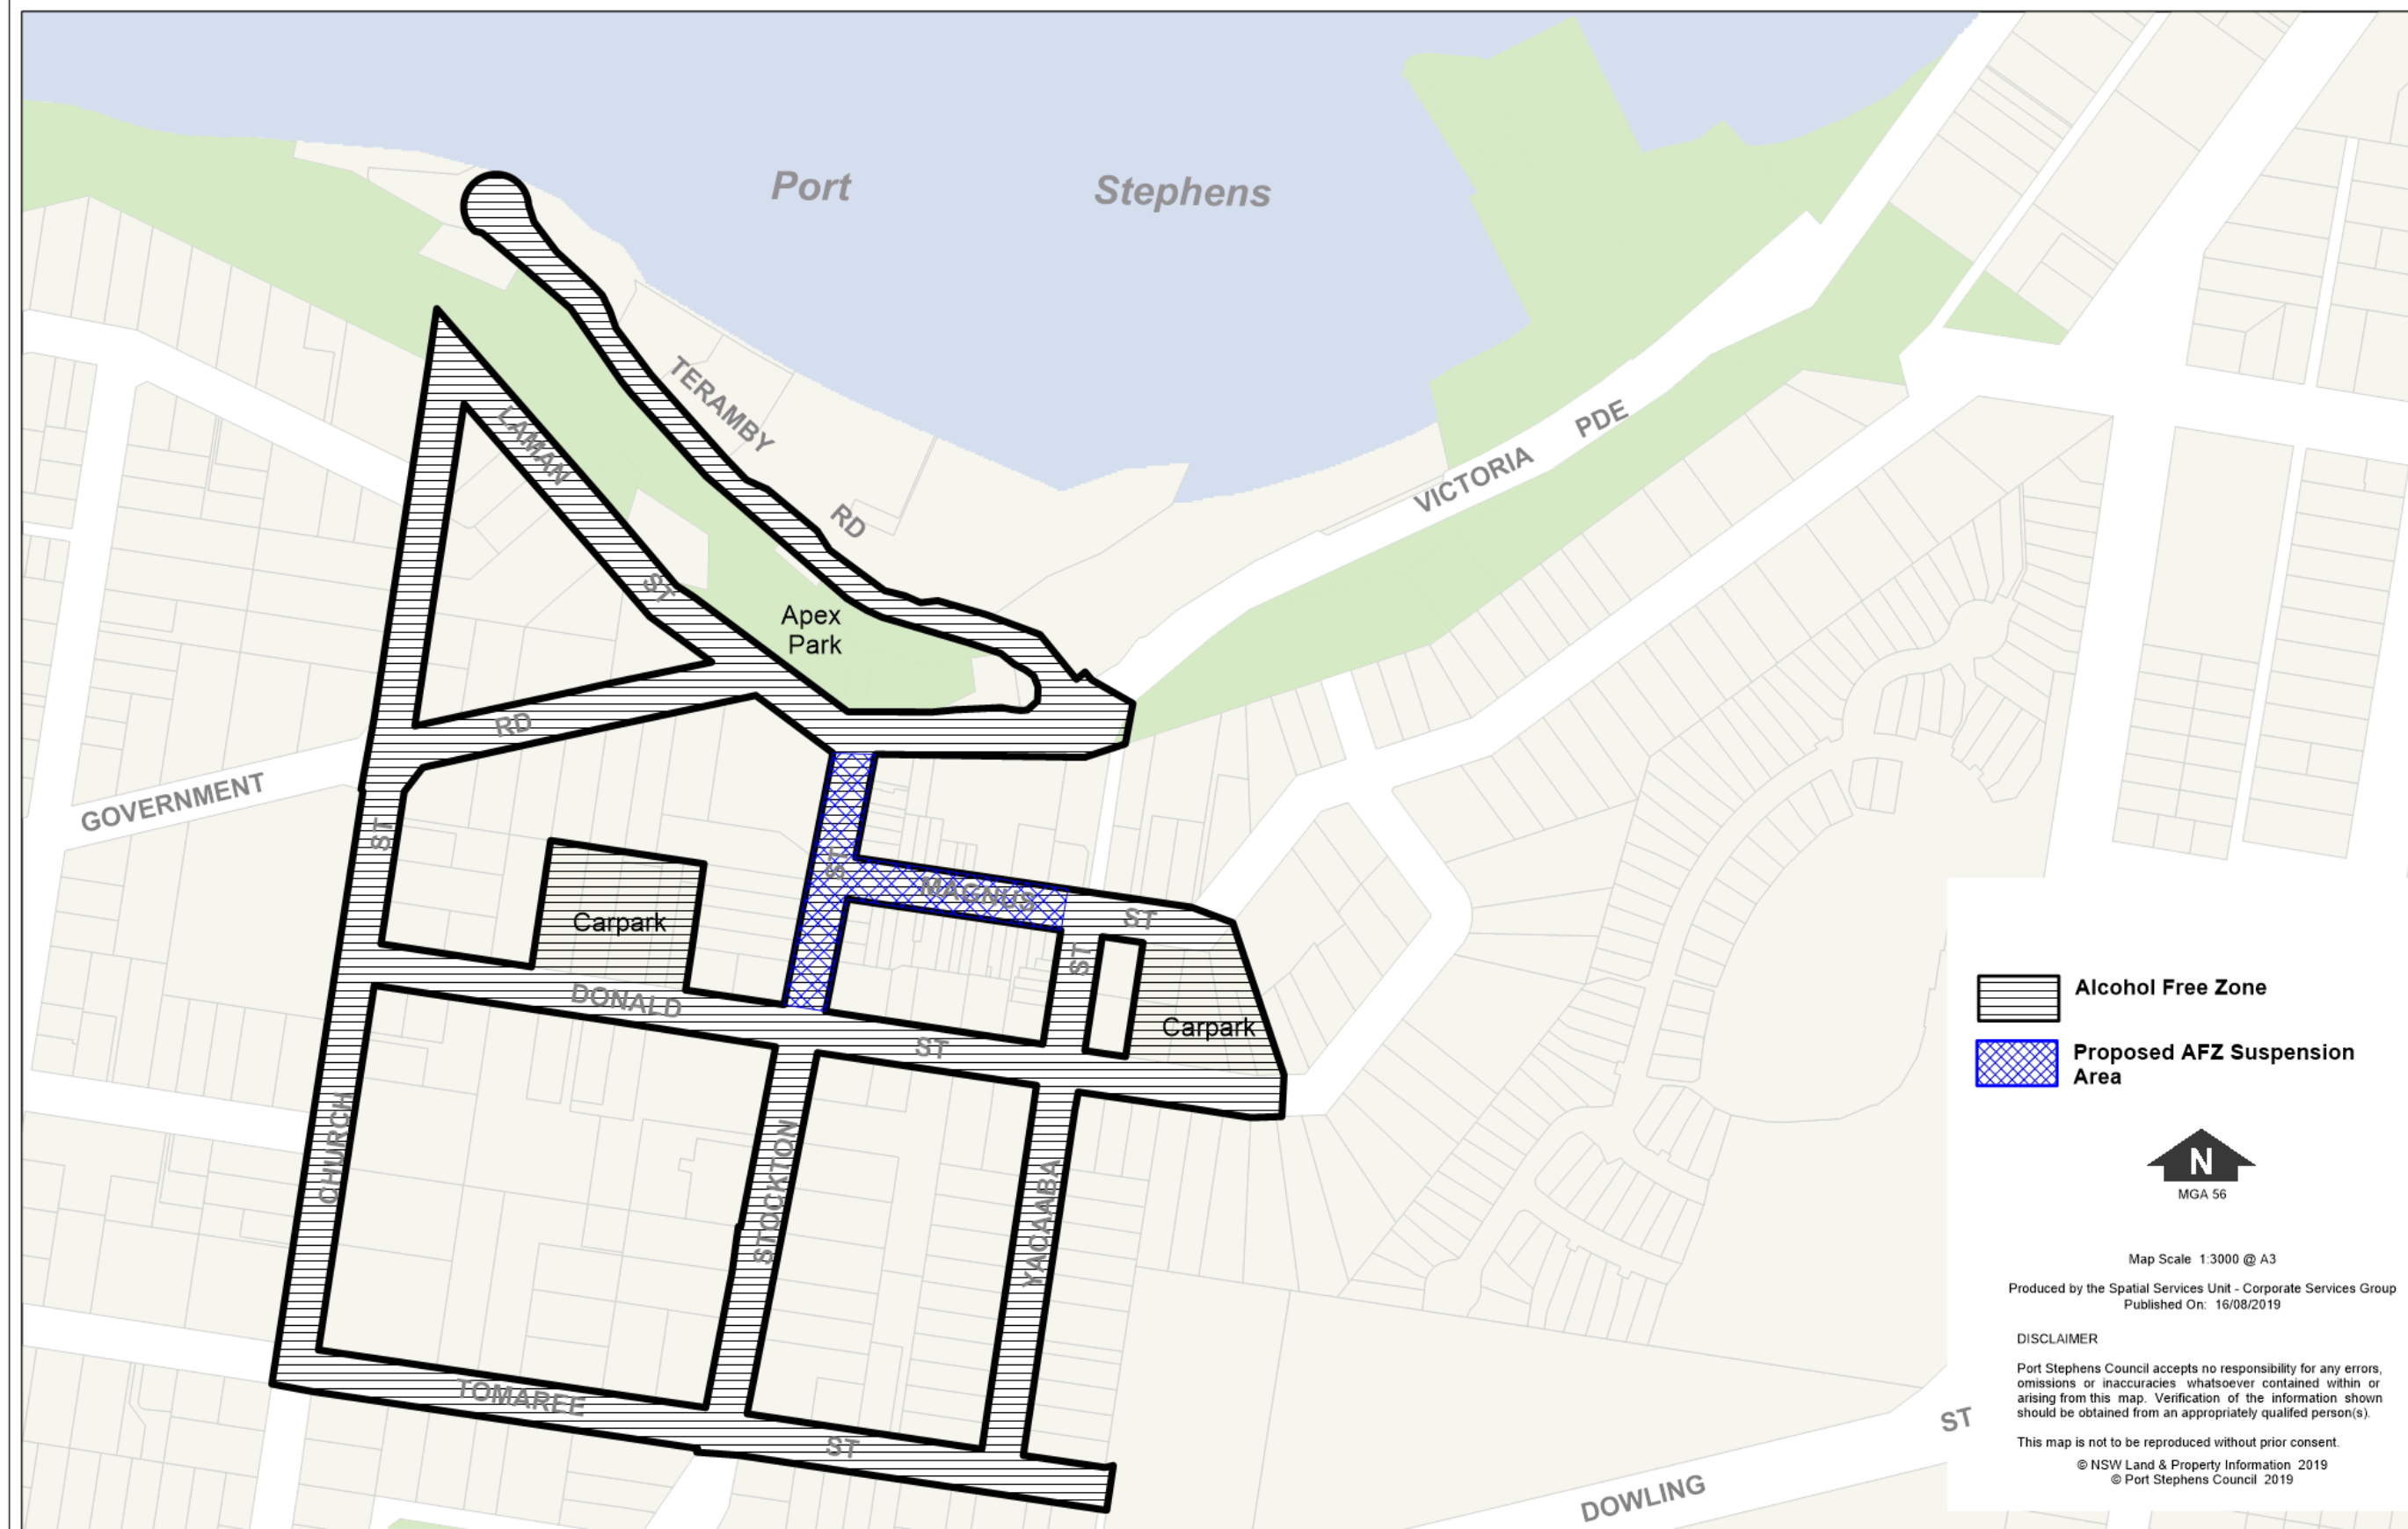 Port Stephens
TERAMBY
RD
LAMAN
ST
VICTORIA PDE
Apex
Park
RD
GOVERNMENT
ST
ST
MAGNUS
ST
ST
Carpark
DONALD
ST
Carpark
CHURCH
STOCKTON
YACAABA
TOMAREE
ST
DOWLING
ST
Alcohol Free Zone
Proposed AFZ Suspension
Area
N
MGA 56
Map Scale 1:3000 @ A3
Produced by the Spatial Services Unit - Corporate Services Group
Published On: 16/08/2019
DISCLAIMER
Port Stephens Council accepts no responsibility for any errors,
omissions or inaccuracies whatsoever contained within or
arising from this map. Verification of the information shown
should be obtained from an appropriately qualifed person(s).
This map is not to be reproduced without prior consent.
© NSW Land & Property Information 2019
© Port Stephens Council 2019